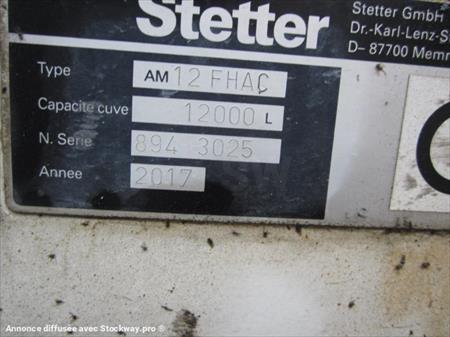 Stetter
Stetter GmbH
Dr.-Karl-Lenz-S
D– 87700 Memm
Type AM 12 FHAC
Capacite cuve 12000 L
N. Serie 894 3025
Annee 2017
Annonce diffusée avec Stockway.pro ®